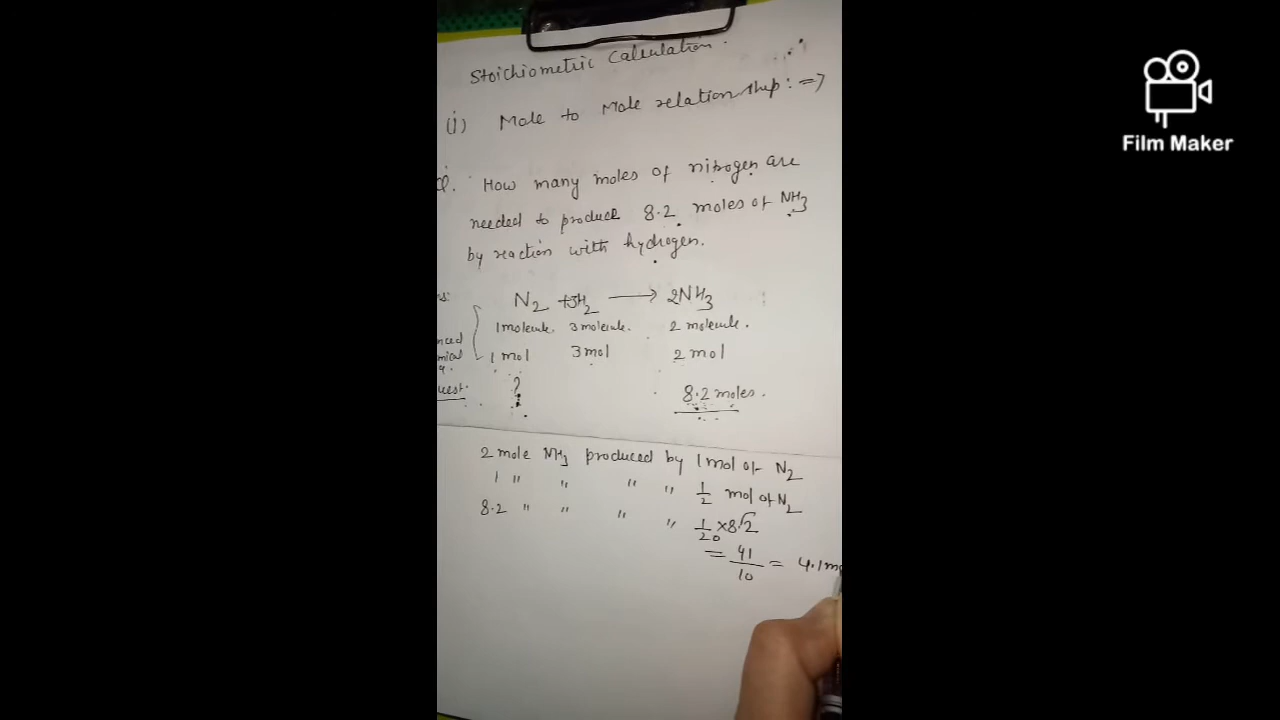 Stoichiometric Calculation.
(i) Mole to Mole relationship :⇒
Q. How many moles of nitrogen are
needed to produce 8.2 moles of NH3
by reaction with hydrogen.
N2 + 3H2 → 2NH3
1 molecule. 3 molecule. 2 molecule.
1 mol 3 mol 2 mol
? 8.2 moles.
2 mole NH3 produced by 1 mol of N2
1 " " " " 1/2 mol of N2
8.2 " " " " 1/20 × 82
= 41/10 = 4.1 m
Film Maker